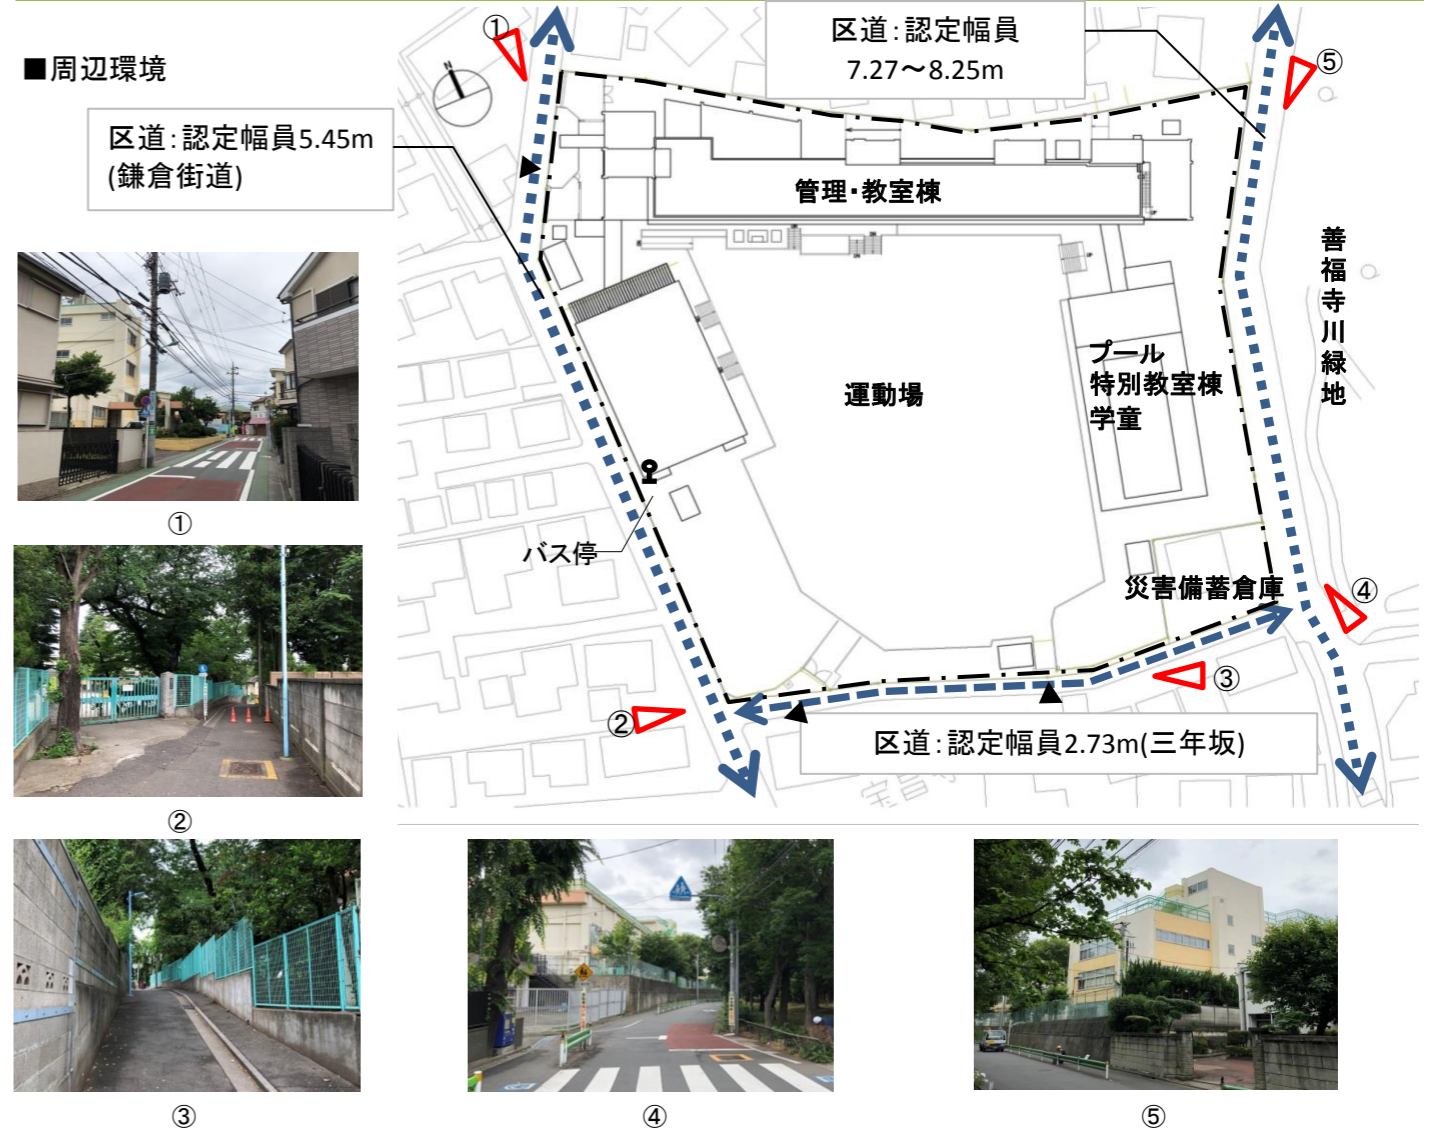 ■周辺環境
区道：認定幅員5.45m
(鎌倉街道)
区道：認定幅員
7.27～8.25m
①
⑤
N
管理・教室棟
善福寺川緑地
プール
特別教室棟
学童
運動場
バス停
災害備蓄倉庫
④
③
②
区道：認定幅員2.73m(三年坂)
宝昌寺
①
②
③
④
⑤